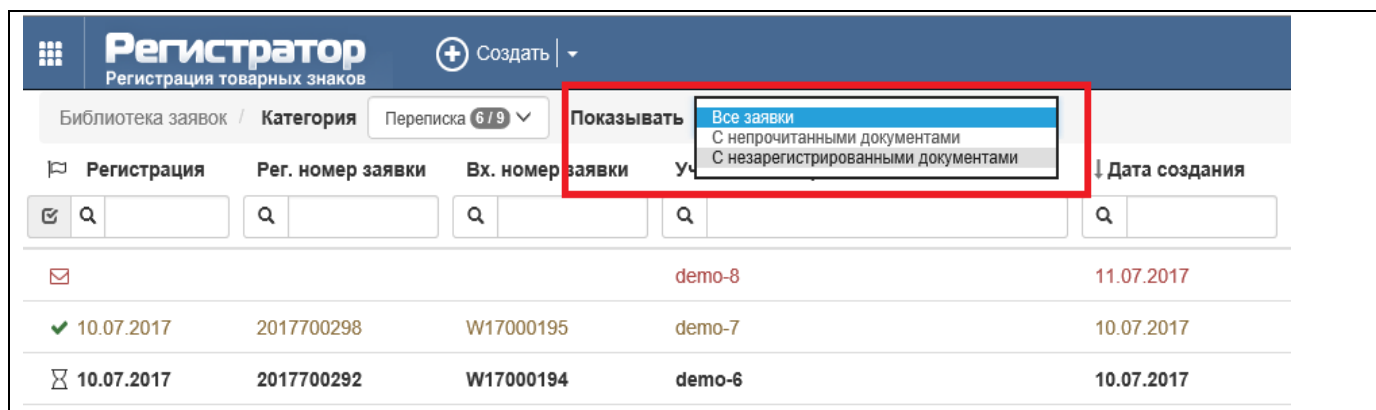 Регистратор
Регистрация товарных знаков
Создать
Библиотека заявок / Категория Переписка 6 / 9 Показывать
Все заявки
С непрочитанными документами
С незарегистрированными документами
Регистрация Рег. номер заявки Вх. номер заявки Уч Дата создания
demo-8 11.07.2017
10.07.2017 2017700298 W17000195 demo-7 10.07.2017
10.07.2017 2017700292 W17000194 demo-6 10.07.2017